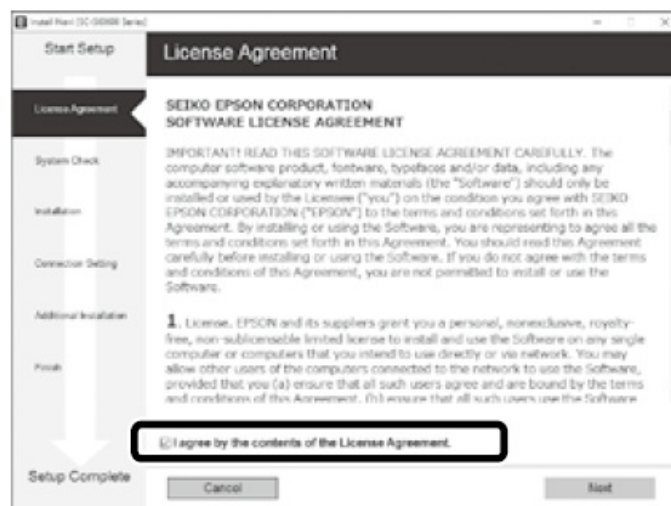 Install Navi [SC-S60600 Series]
Start Setup
License Agreement
System Check
Installation
Connection Setting
Additional Installation
Finish
Setup Complete
License Agreement
SEIKO EPSON CORPORATION
SOFTWARE LICENSE AGREEMENT
IMPORTANT! READ THIS SOFTWARE LICENSE AGREEMENT CAREFULLY. The
computer software product, fontware, typefaces and/or data, including any
accompanying explanatory written materials (the "Software") should only be
installed or used by the Licensee ("you") on the condition you agree with SEIKO
EPSON CORPORATION ("EPSON") to the terms and conditions set forth in this
Agreement. By installing or using the Software, you are representing to agree all the
terms and conditions set forth in this Agreement. You should read this Agreement
carefully before installing or using the Software. If you do not agree with the terms
and conditions of this Agreement, you are not permitted to install or use the
Software.
1. License. EPSON and its suppliers grant you a personal, nonexclusive, royalty-
free, non-sublicensable limited license to install and use the Software on any single
computer or computers that you intend to use directly or via network. You may
allow other users of the computers connected to the network to use the Software,
provided that you (a) ensure that all such users agree and are bound by the terms
and conditions of this Agreement, (b) ensure that all such users use the Software
I agree by the contents of the License Agreement.
Cancel
Next